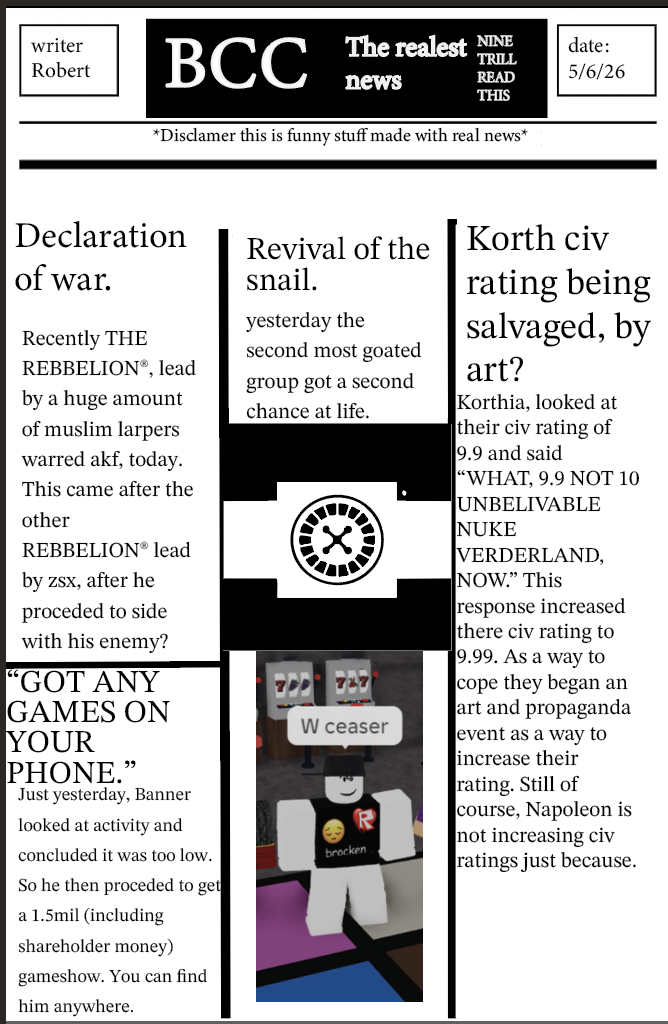 writer
Robert
BCC
The realest
news
NINE
TRILL
READ
THIS
date:
5/6/26
*Disclamer this is funny stuff made with real news*
Declaration
of war.
Recently THE
REBBELION®, lead
by a huge amount
of muslim larpers
warred akf, today.
This came after the
other
REBBELION® lead
by zsx, after he
proceded to side
with his enemy?
"GOT ANY
GAMES ON
YOUR
PHONE."
Just yesterday, Banner
looked at activity and
concluded it was too low.
So he then proceded to get
a 1.5mil (including
shareholder money)
gameshow. You can find
him anywhere.
Revival of the
snail.
yesterday the
second most goated
group got a second
chance at life.
7
7 7
W ceaser
brocken
Korth civ
rating being
salvaged, by
art?
Korthia, looked at
their civ rating of
9.9 and said
“WHAT, 9.9 NOT 10
UNBELIVABLE
NUKE
VERDERLAND,
NOW.” This
response increased
there civ rating to
9.99. As a way to
cope they began an
art and propaganda
event as a way to
increase their
rating. Still of
course, Napoleon is
not increasing civ
ratings just because.